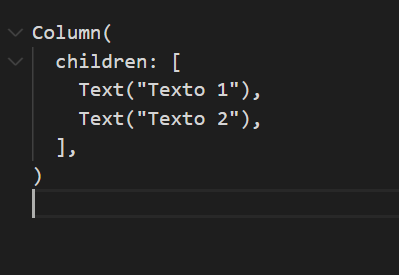 Column(
  children: [
    Text("Texto 1"),
    Text("Texto 2"),
  ],
)